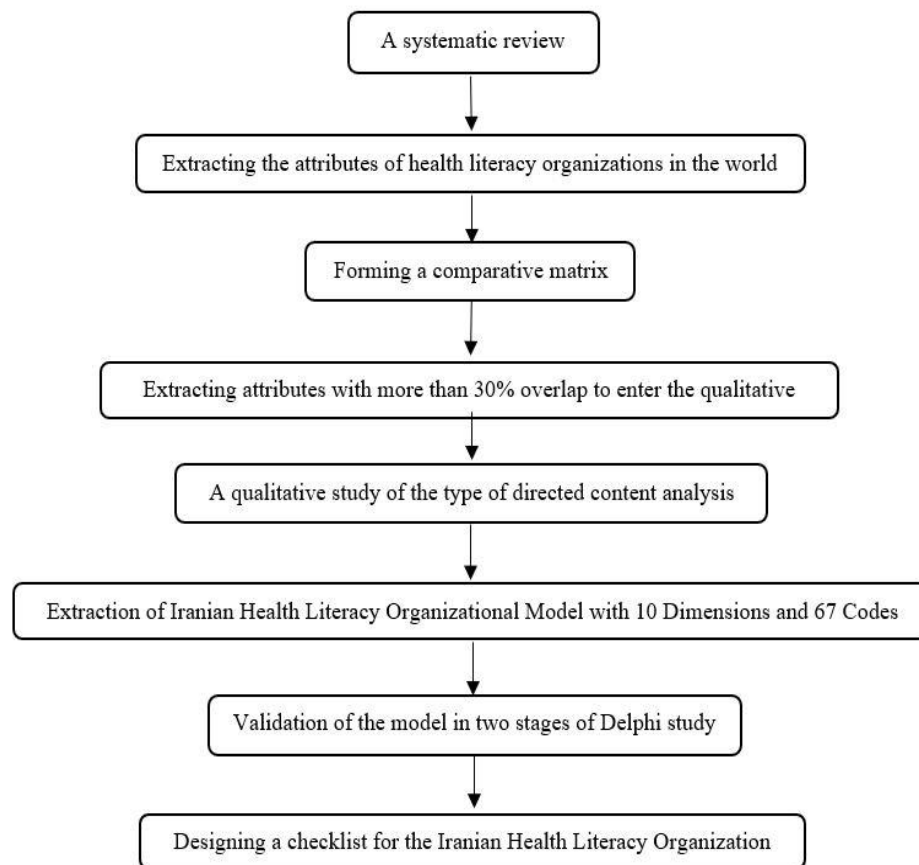 A systematic review
Extracting the attributes of health literacy organizations in the world
Forming a comparative matrix
Extracting attributes with more than 30% overlap to enter the qualitative
A qualitative study of the type of directed content analysis
Extraction of Iranian Health Literacy Organizational Model with 10 Dimensions and 67 Codes
Validation of the model in two stages of Delphi study
Designing a checklist for the Iranian Health Literacy Organization